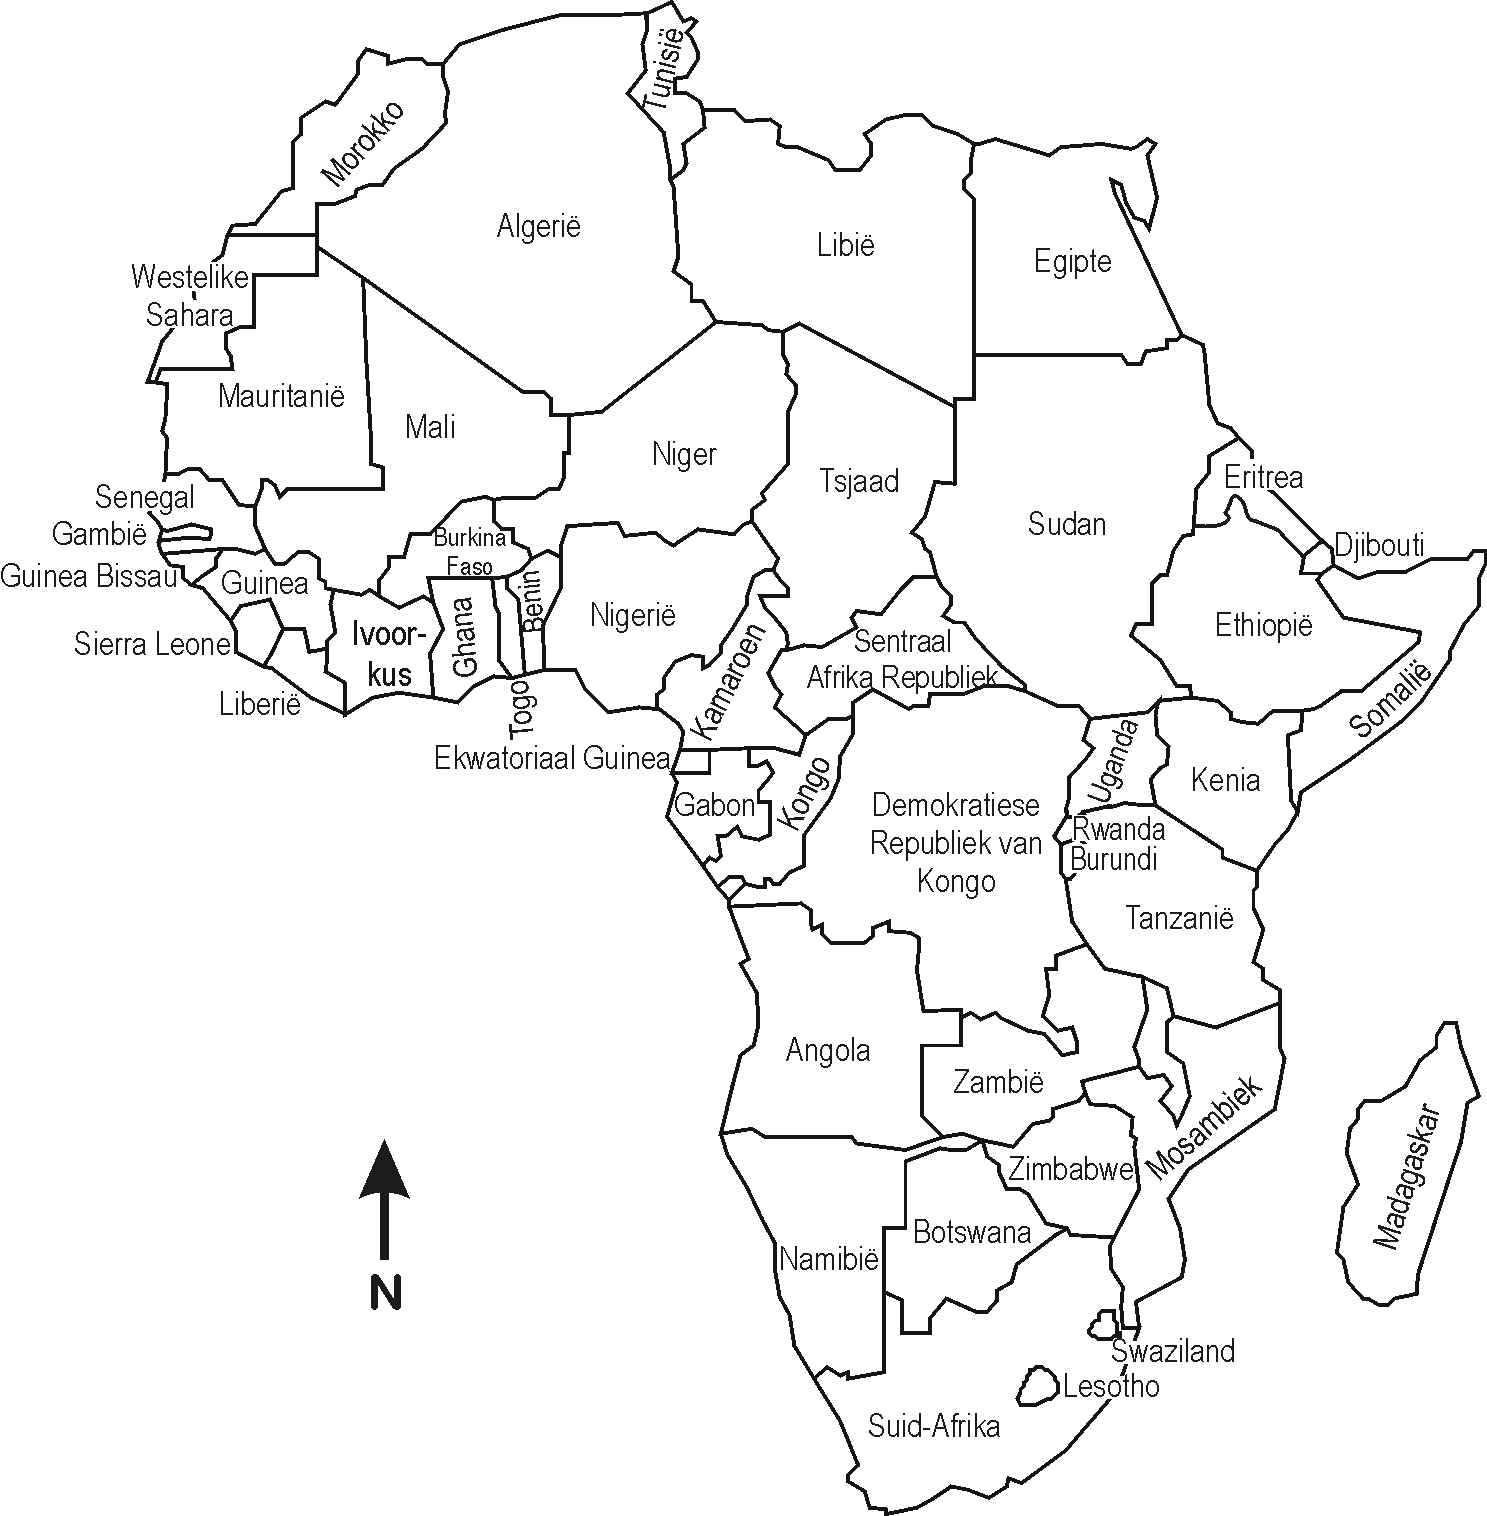 Tunisië
Morokko
Algerië
Libië
Egipte
Westelike
Sahara
Mauritanië
Mali
Niger
Tsjaad
Sudan
Eritrea
Senegal
Gambië
Burkina
Faso
Djibouti
Guinea Bissau
Guinea
Benin
Nigerië
Ethiopië
Ivoor-
kus
Ghana
Sierra Leone
Sentraal
Afrika Republiek
Kamaroen
Somalië
Liberië
Togo
Ekwatoriaal Guinea
Uganda
Kenia
Gabon
Kongo
Demokratiese
Republiek van
Kongo
Rwanda
Burundi
Tanzanië
Angola
Zambië
Mosambiek
Madagaskar
Zimbabwe
Botswana
Namibië
N
Swaziland
Lesotho
Suid-Afrika